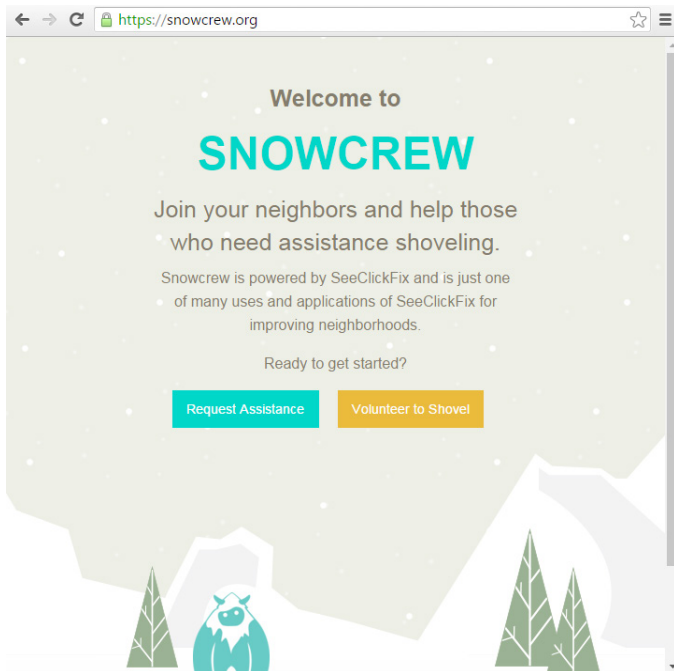 https://snowcrew.org
Welcome to
SNOWCREW
Join your neighbors and help those
who need assistance shoveling.
Snowcrew is powered by SeeClickFix and is just one
of many uses and applications of SeeClickFix for
improving neighborhoods.
Ready to get started?
Request Assistance
Volunteer to Shovel